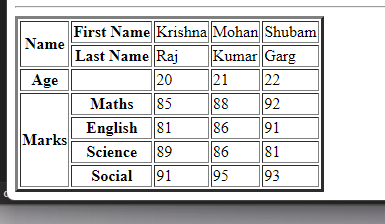 Name First Name Krishna Mohan Shubam
Last Name Raj Kumar Garg
Age 20 21 22
Marks Maths 85 88 92
English 81 86 91
Science 89 86 81
Social 91 95 93